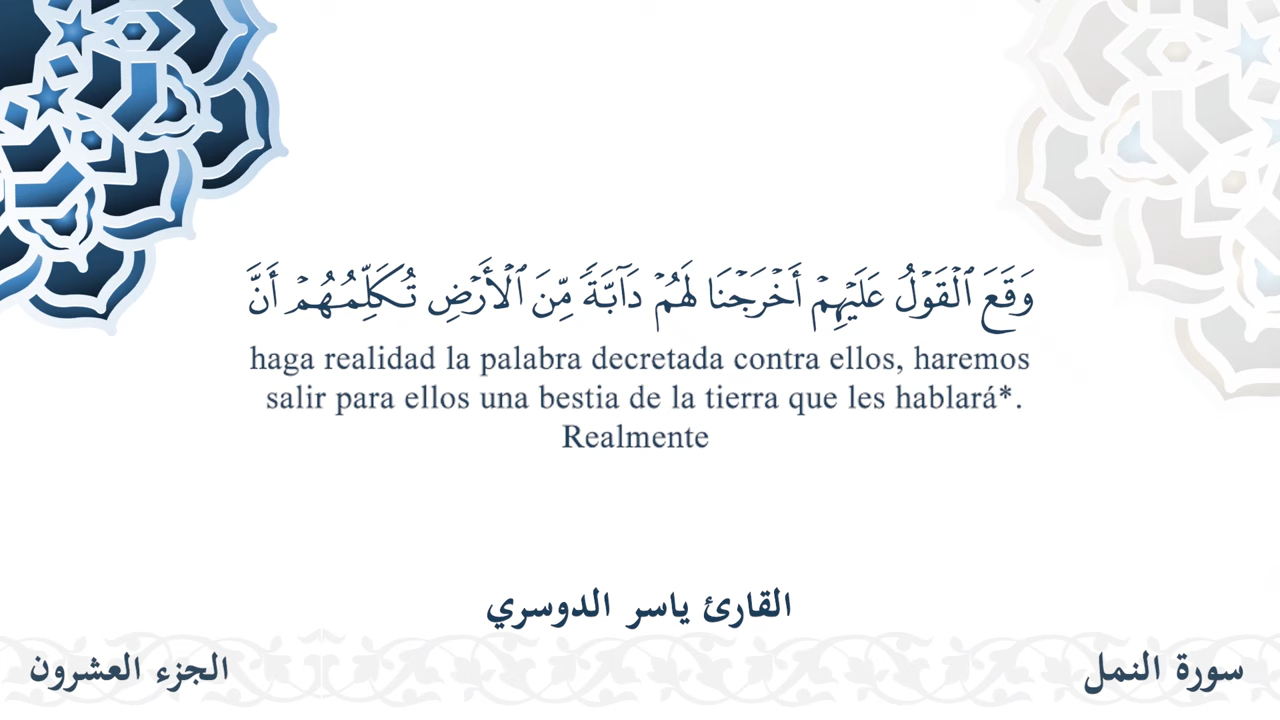 وَقَعَ ٱلۡقَوۡلُ عَلَيۡهِمۡ أَخۡرَجۡنَا لَهُمۡ دَآبَّةٗ مِّنَ ٱلۡأَرۡضِ تُكَلِّمُهُمۡ أَنَّ
haga realidad la palabra decretada contra ellos, haremos
salir para ellos una bestia de la tierra que les hablará*.
Realmente
القارئ ياسر الدوسري
سورة النمل
الجزء العشرون